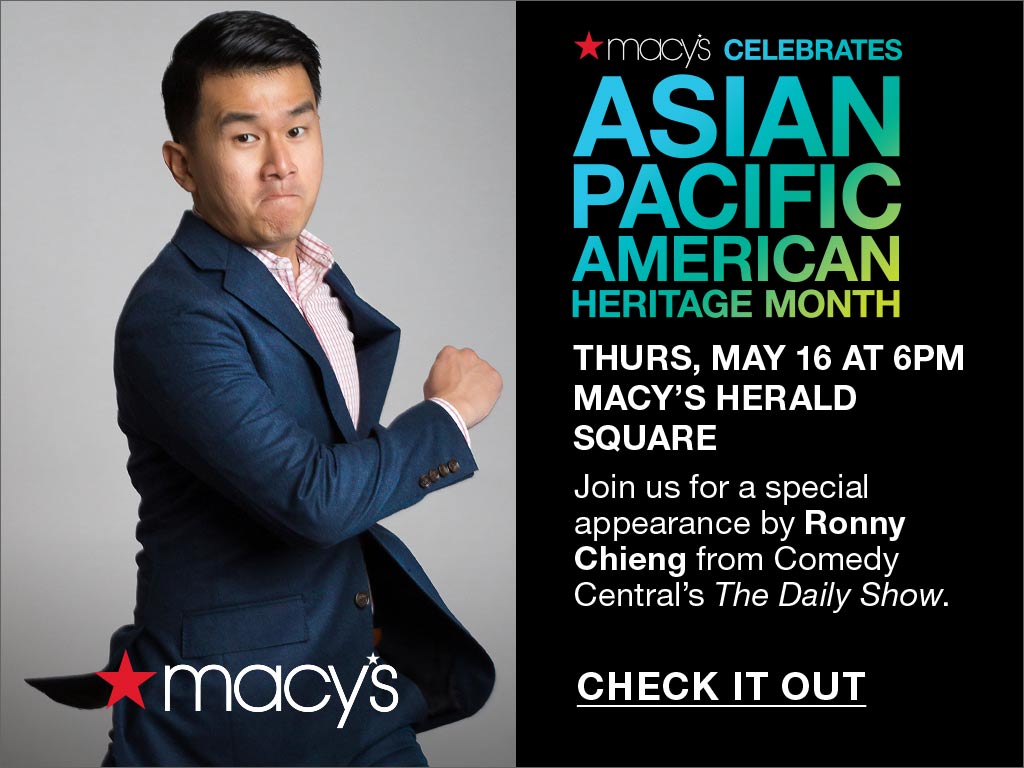 macy's
macy's CELEBRATES
ASIAN
PACIFIC
AMERICAN
HERITAGE MONTH
THURS, MAY 16 AT 6PM
MACY’S HERALD
SQUARE
Join us for a special
appearance by Ronny
Chieng from Comedy
Central’s The Daily Show.
CHECK IT OUT